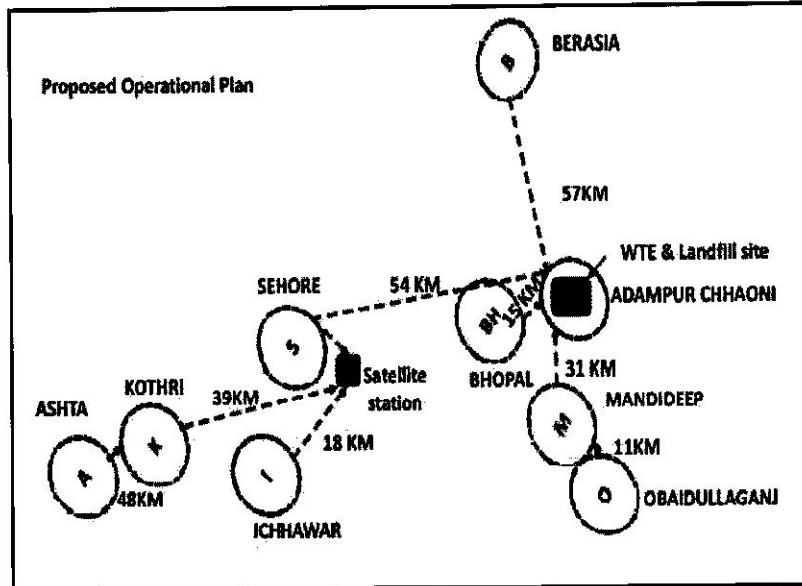 BERASIA
B
Proposed Operational Plan
57KM
WTE & Landfill site
ADAMPUR CHHAONI
54 KM
15 KM
SEHORE
BH
S
BHOPAL
31 KM
MANDIDEEP
Satellite
station
KOTHRI
39KM
ASHTA
K
M
18 KM
11KM
A
I
O
OBAIDULLAGANJ
48KM
ICHHAWAR